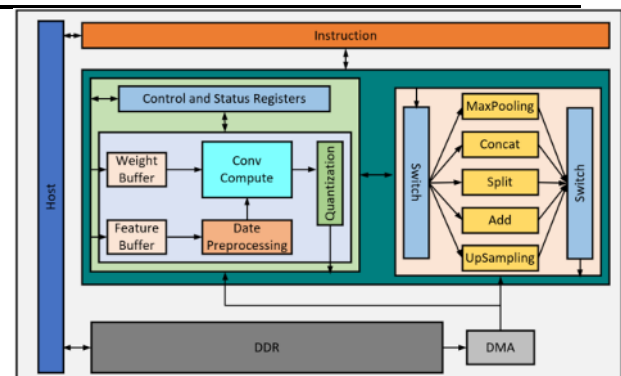 Host
Instruction
Control and Status Registers
Weight
Buffer
Conv
Compute
Quantization
Feature
Buffer
Date
Preprocessing
Switch
MaxPooling
Concat
Split
Add
UpSampling
Switch
DDR
DMA